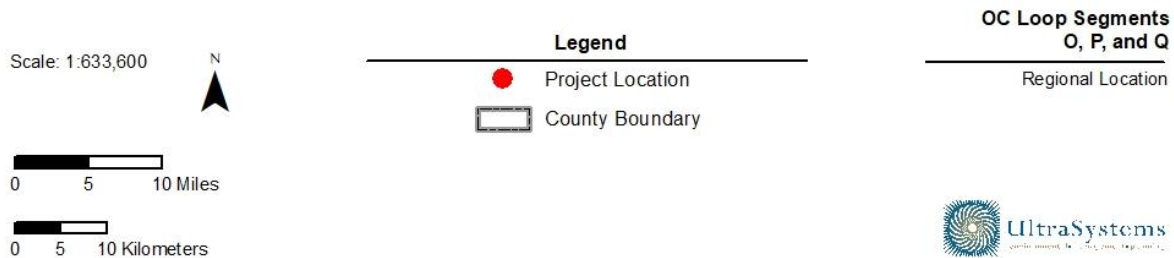 Scale: 1:633,600
N
0 5 10 Miles
0 5 10 Kilometers
Legend
Project Location
County Boundary
OC Loop Segments
O, P, and Q
Regional Location
UltraSystems